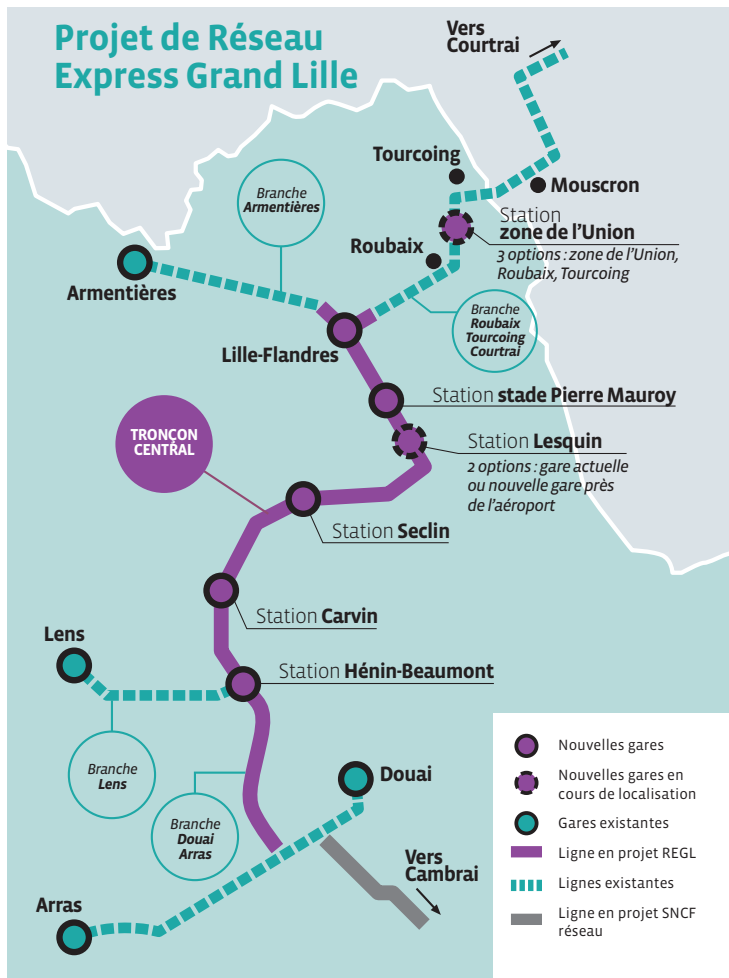 Projet de Réseau
Express Grand Lille
Vers
Courtrai
Tourcoing
Mouscron
Branche
Armentières
Station
zone de l'Union
3 options : zone de l'Union,
Roubaix, Tourcoing
Roubaix
Armentières
Branche
Roubaix
Tourcoing
Courtrai
Lille-Flandres
Station stade Pierre Mauroy
TRONÇON
CENTRAL
Station Lesquin
2 options : gare actuelle
ou nouvelle gare près
de l'aéroport
Station Seclin
Station Carvin
Lens
Station Hénin-Beaumont
Branche
Lens
Douai
Branche
Douai
Arras
Vers
Cambrai
Arras
Nouvelles gares
Nouvelles gares en
cours de localisation
Gares existantes
Ligne en projet REGL
Lignes existantes
Ligne en projet SNCF
réseau